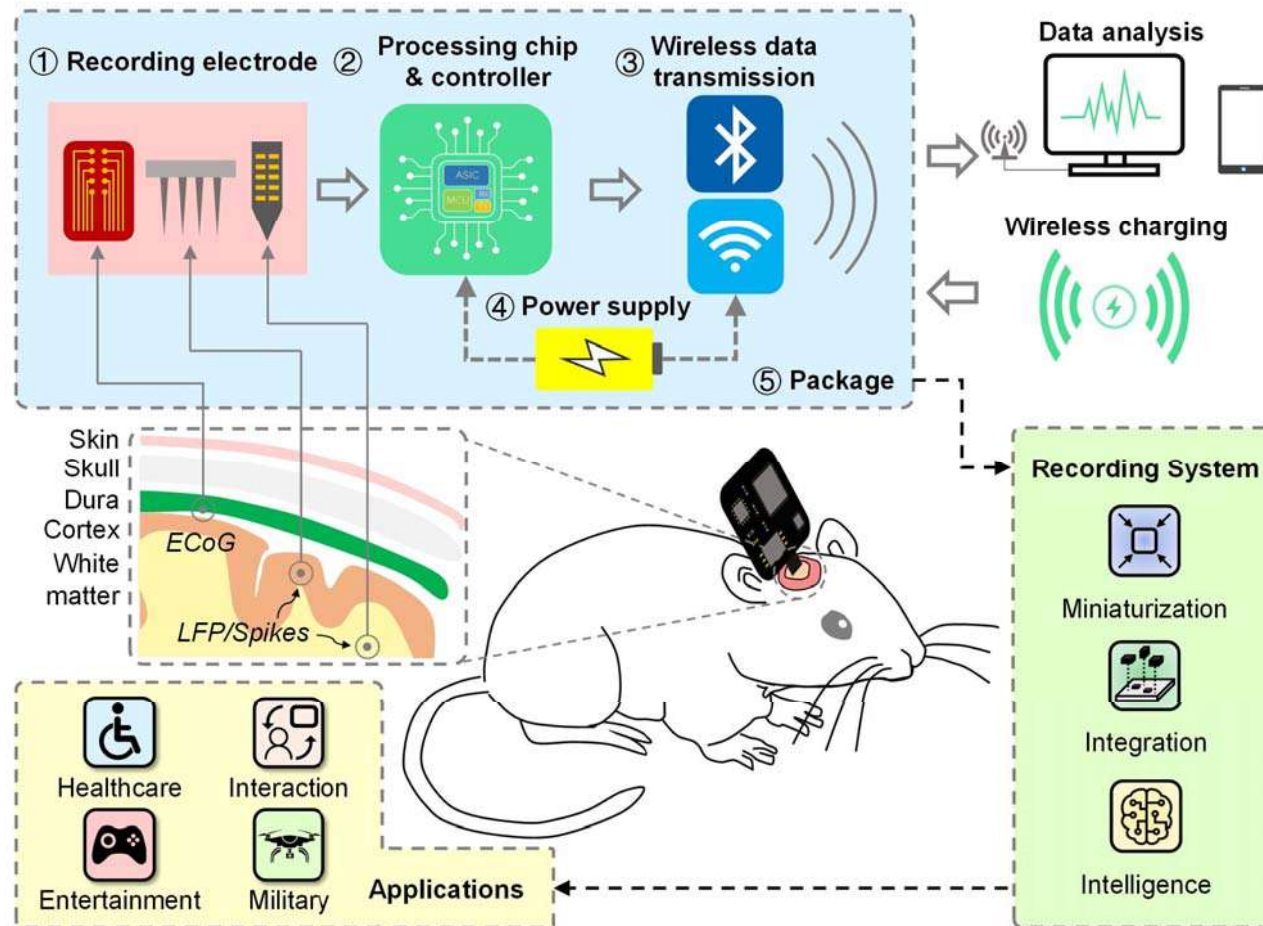 ① Recording electrode
② Processing chip
& controller
③ Wireless data
transmission
Data analysis
ASIC
MCU
Wireless charging
④ Power supply
⑤ Package
Skin
Skull
Dura
Cortex
White
matter
ECoG
LFP/Spikes
Recording System
Miniaturization
Integration
Intelligence
Healthcare
Interaction
Entertainment
Military
Applications